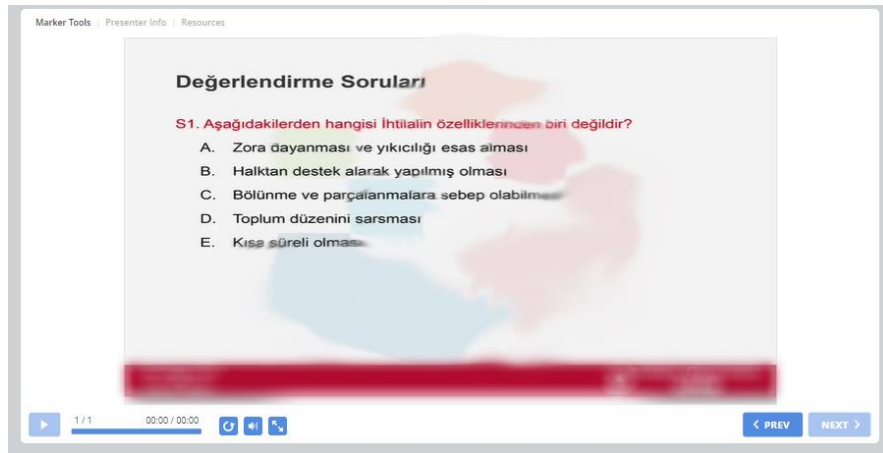 Marker Tools Presenter Info Resources
Değerlendirme Soruları
S1. Aşağıdakilerden hangisi İhtilalin özelliklerinden biri değildir?
A. Zora dayanması ve yıkıcılığı esas alması
B. Halktan destek alarak yapılmış olması
C. Bölünme ve parçalanmalara sebep
D. Toplum düzenini sarsması
E. Kısa süreli olması
1 / 1 00:00 / 00:00 PREV NEXT